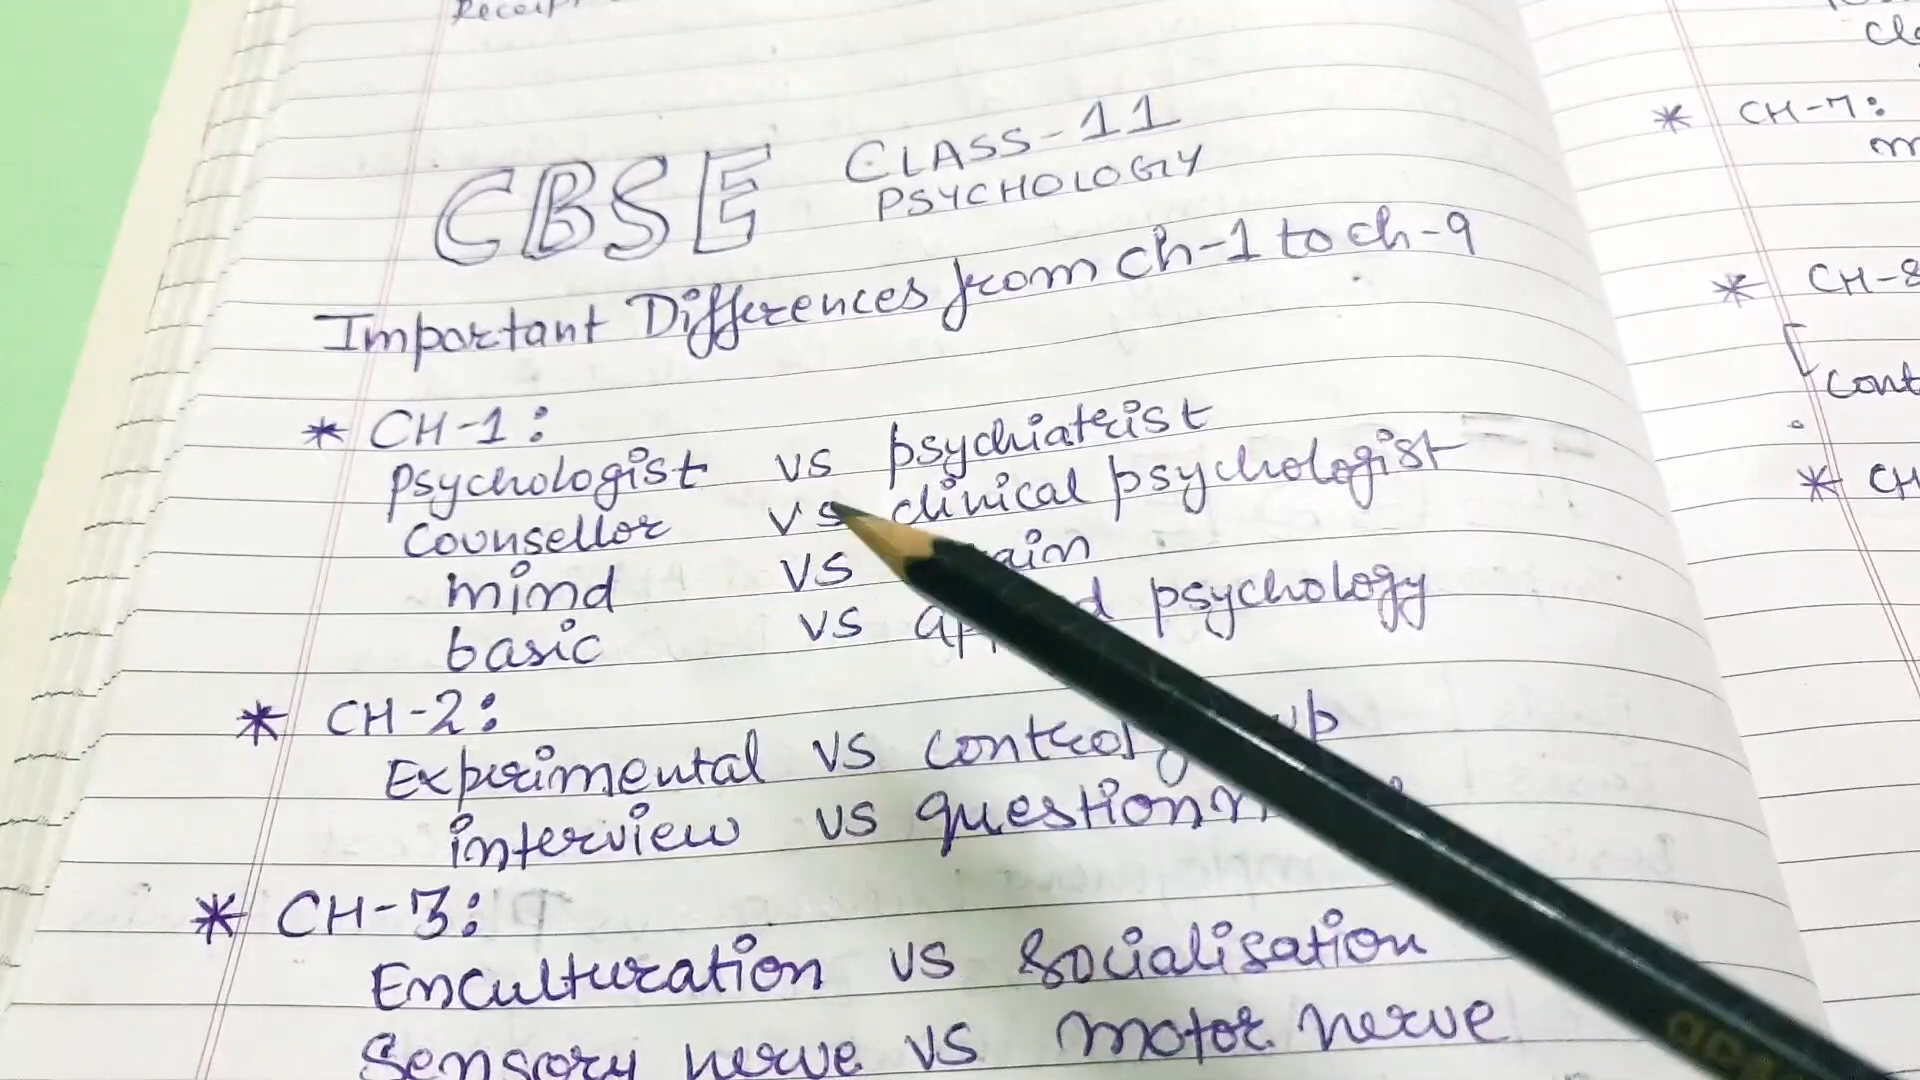 Receipt
CBSE CLASS-11
PSYCHOLOGY
Important Differences from ch-1 to ch-9
* CH-1:
Psychologist vs psychiatrist
Counsellor vs clinical psychologist
mind vs
basic vs psychology
* CH-2:
Experimental vs control
interview vs
* CH-3:
Enculturation vs Socialisation
Sensory nerve vs motor nerve
* CH-7:
* CH-8
* CH